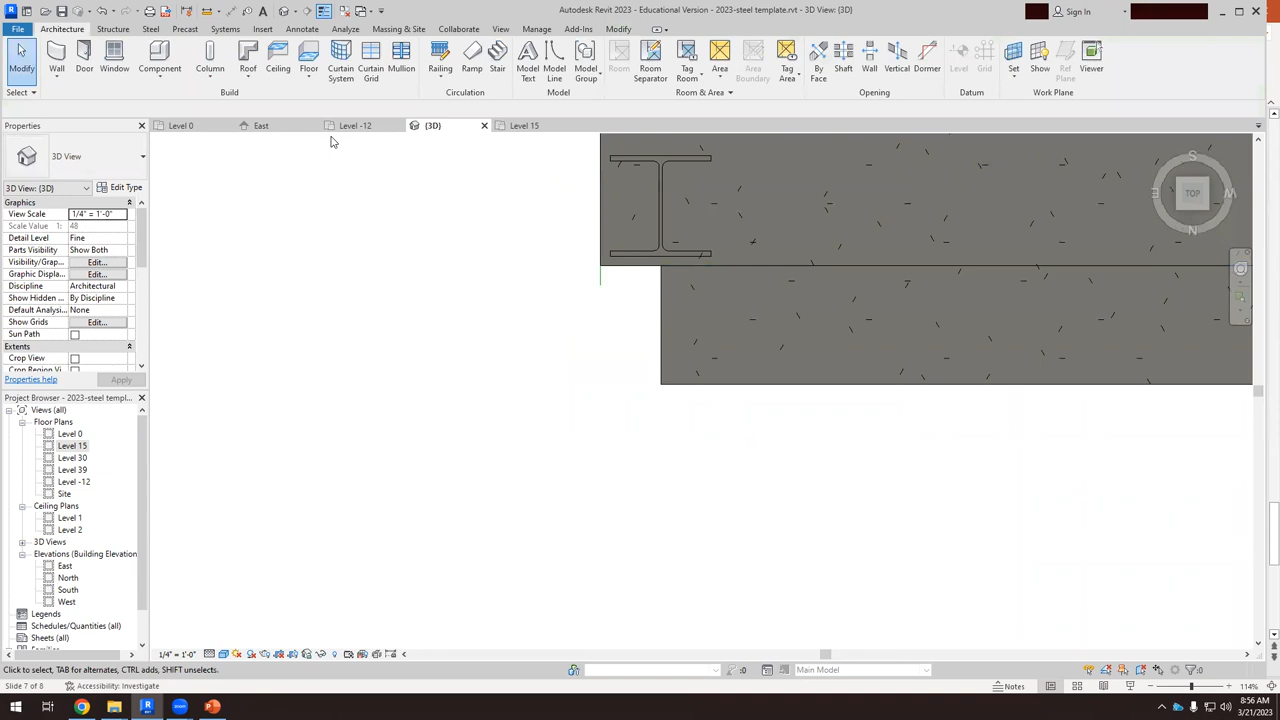 Autodesk Revit 2023 - Educational Version - 2023-steel template.rvt - 3D View: {3D}
Sign In
File Architecture Structure Steel Precast Systems Insert Annotate Analyze Massing & Site Collaborate View Manage Add-Ins Modify
Modify Wall Door Window Component Column Roof Ceiling Floor Curtain System Curtain Grid Mullion Railing Ramp Stair Model Text Model Line Model Group Room Room Separator Tag Room Area Area Boundary Tag Area By Face Shaft Wall Vertical Dormer Level Grid Set Show Ref Plane Viewer
Select Build Circulation Model Room & Area Opening Datum Work Plane
Properties
Level 0 East Level -12 (3D) Level 15
3D View
3D View: {3D} Edit Type
Graphics
View Scale 1/4" = 1'-0"
Scale Value 1: 48
Detail Level Fine
Parts Visibility Show Both
Visibility/Grap... Edit...
Graphic Displa... Edit...
Discipline Architectural
Show Hidden ... By Discipline
Default Analysi... None
Show Grids Edit...
Sun Path
Extents
Crop View
Crop Region Vi
Properties help Apply
S
E TOP W
N
Project Browser - 2023-steel templ...
Views (all)
Floor Plans
Level 0
Level 15
Level 30
Level 39
Level -12
Site
Ceiling Plans
Level 1
Level 2
3D Views
Elevations (Building Elevation
East
North
South
West
Legends
Schedules/Quantities (all)
Sheets (all)
1/4" = 1'-0"
Click to select, TAB for alternates, CTRL adds, SHIFT unselects.
:0 Main Model :0
Slide 7 of 8 Accessibility: Investigate Notes 114%
8:56 AM
3/21/2023